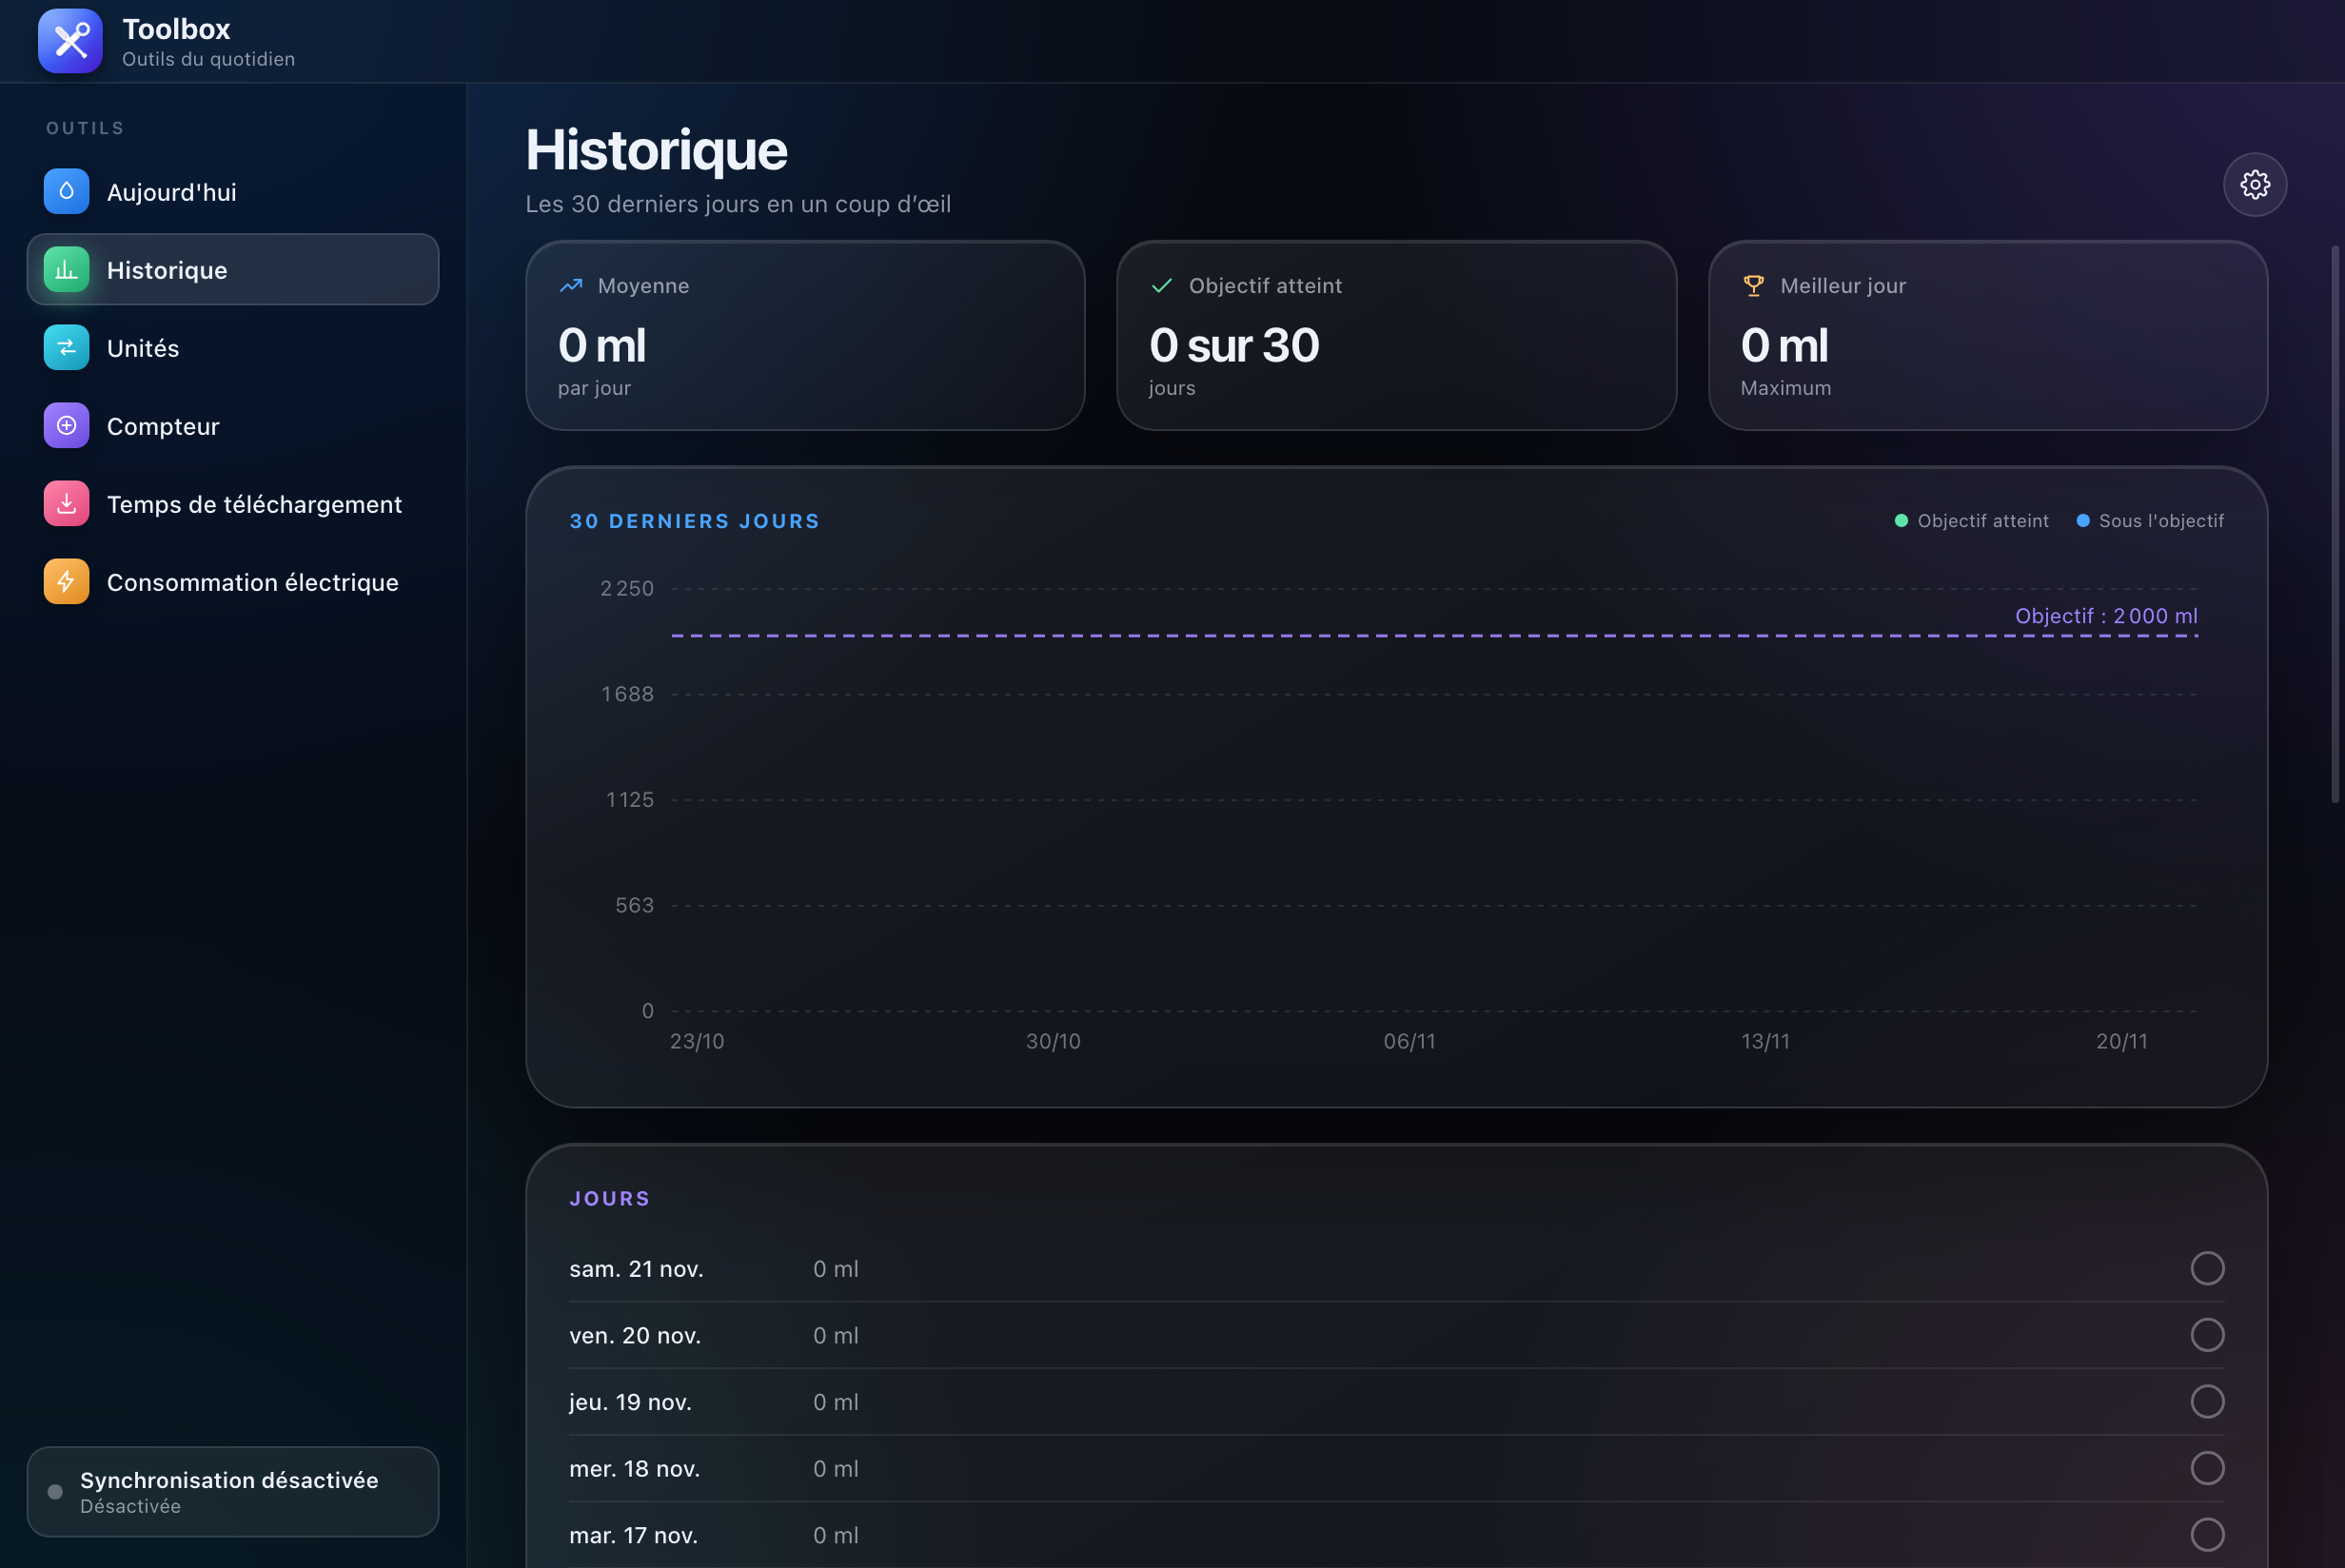 Toolbox
Outils du quotidien
OUTILS
Aujourd'hui
Historique
Unités
Compteur
Temps de téléchargement
Consommation électrique
Synchronisation désactivée
Désactivée
Historique
Les 30 derniers jours en un coup d’œil
Moyenne
0 ml
par jour
Objectif atteint
0 sur 30
jours
Meilleur jour
0 ml
Maximum
30 DERNIERS JOURS
Objectif atteint
Sous l'objectif
2 250
Objectif : 2 000 ml
1 688
1 125
563
0
23/10
30/10
06/11
13/11
20/11
JOURS
sam. 21 nov. 0 ml
ven. 20 nov. 0 ml
jeu. 19 nov. 0 ml
mer. 18 nov. 0 ml
mar. 17 nov. 0 ml